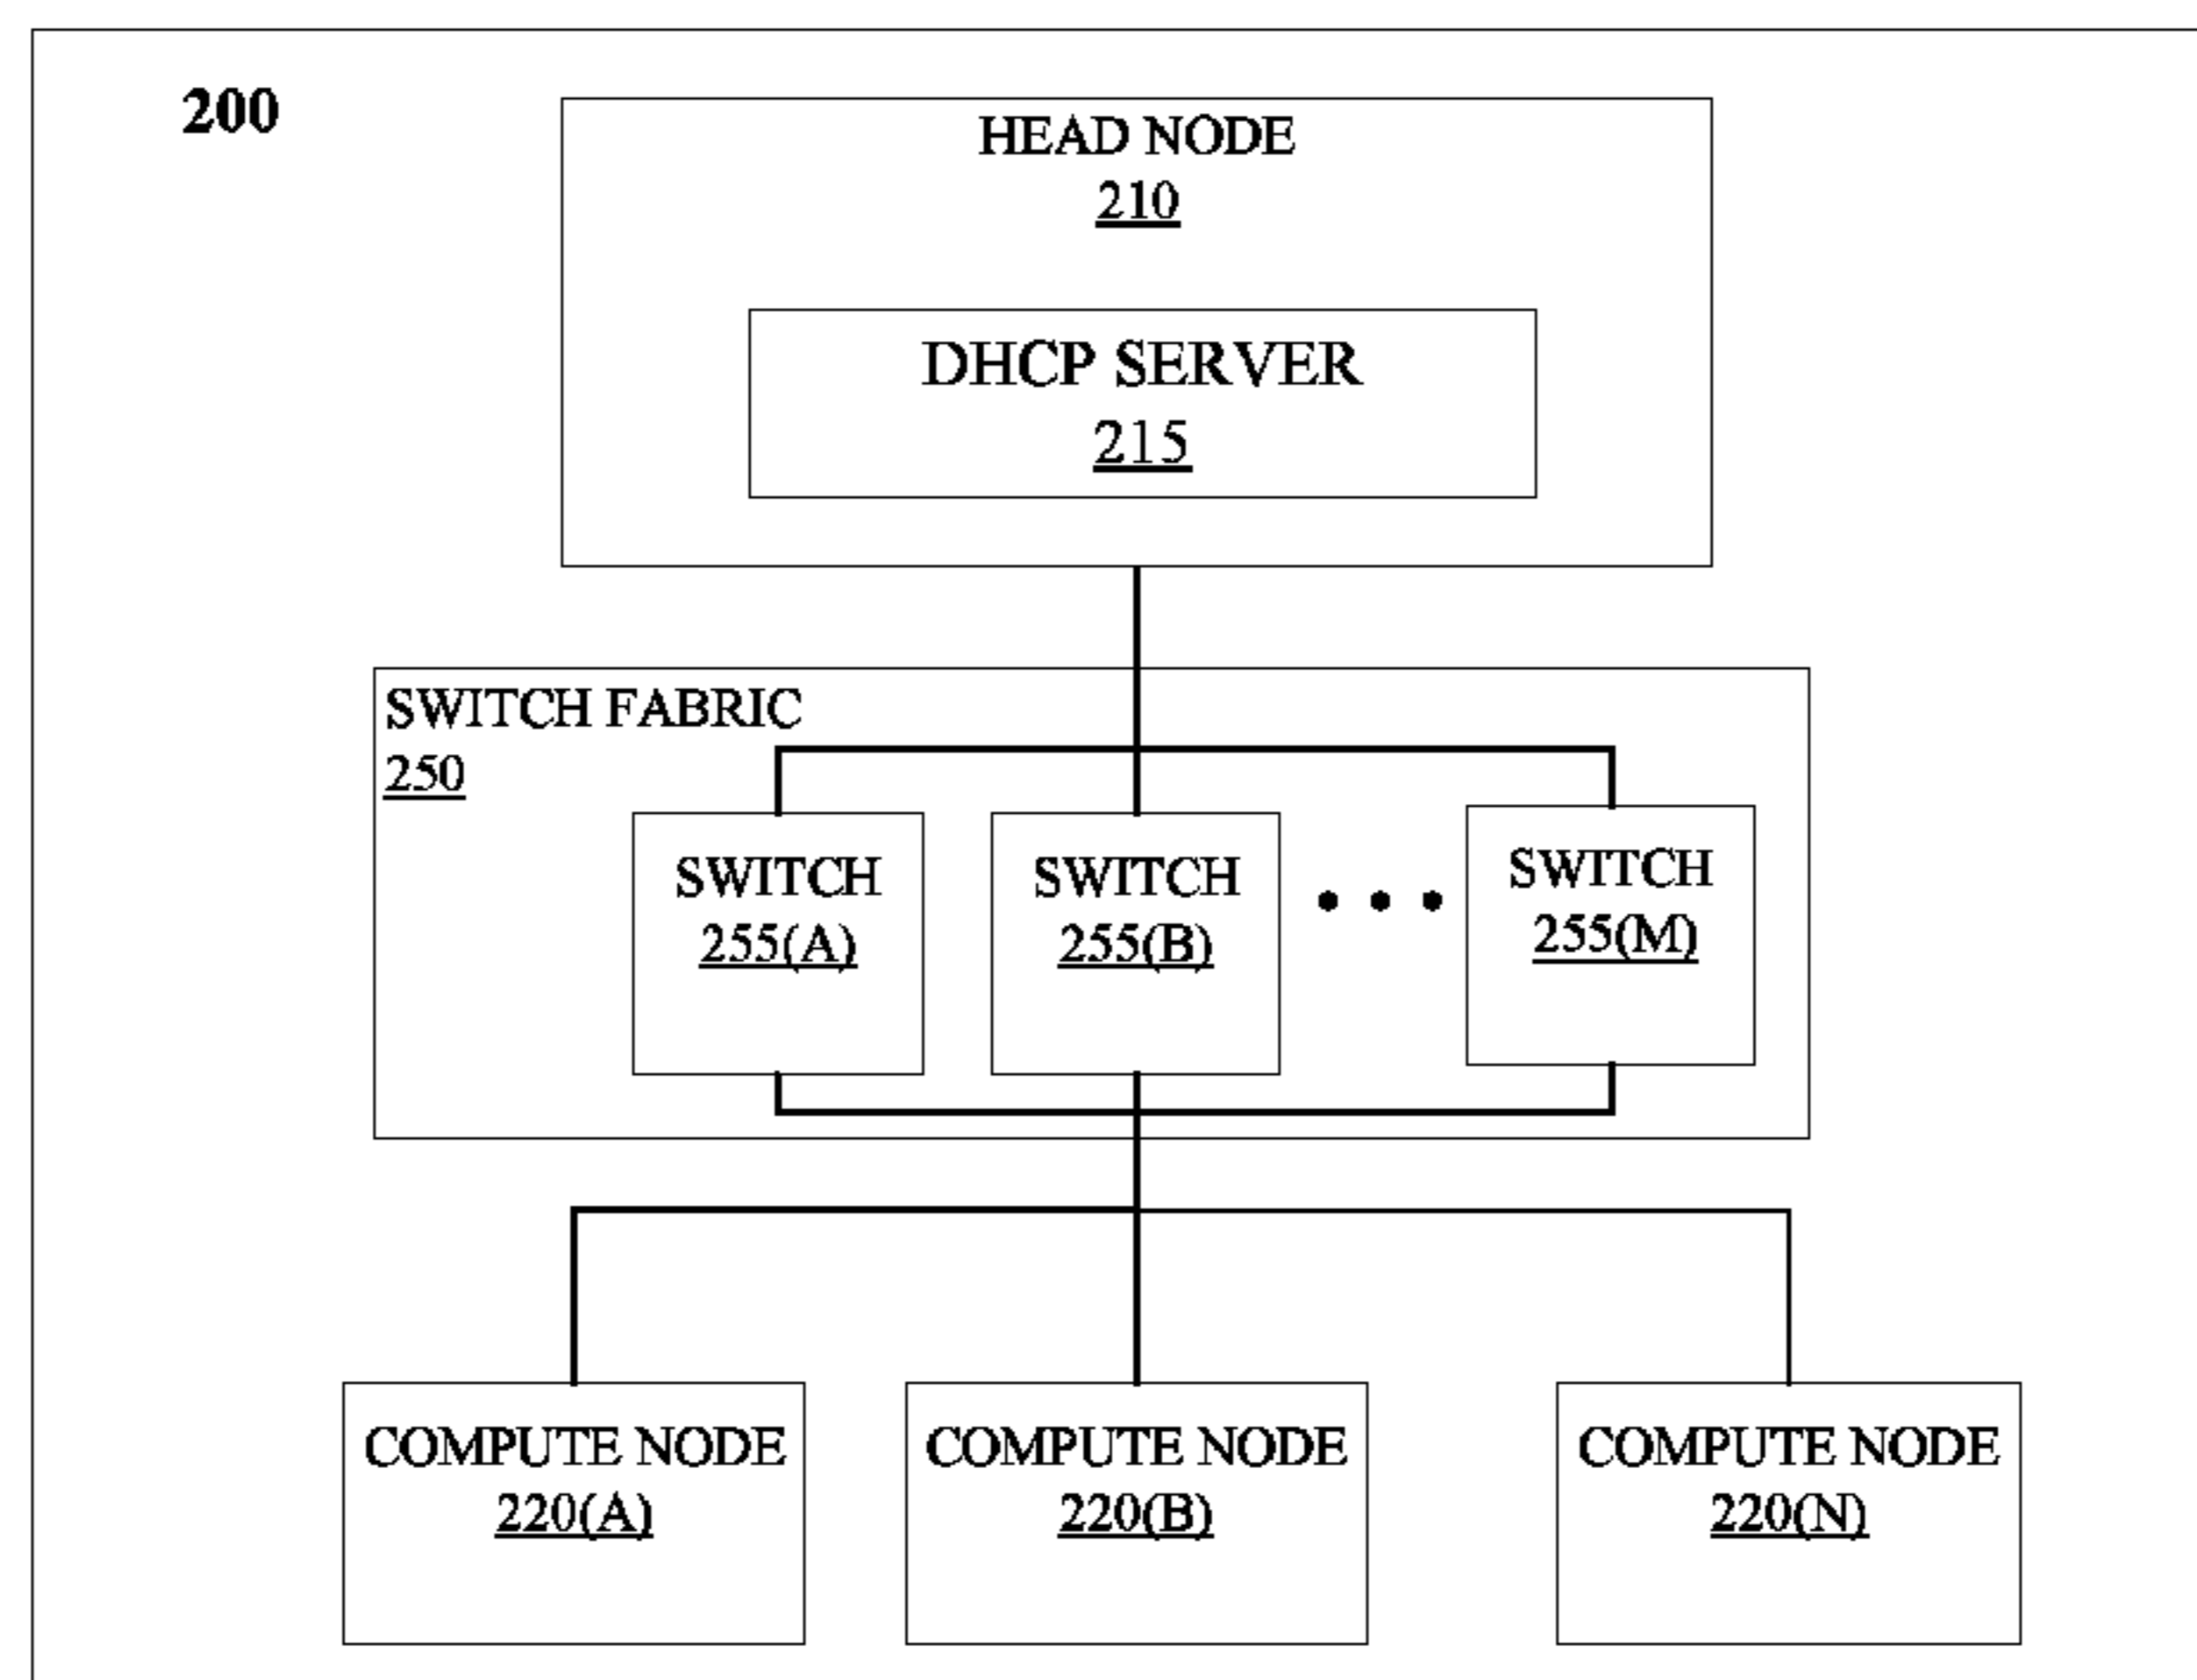 200
HEAD NODE
210
DHCP SERVER
215
SWITCH FABRIC
250
SWITCH
255(A)
SWITCH
255(B)
SWITCH
255(M)
COMPUTE NODE
220(A)
COMPUTE NODE
220(B)
COMPUTE NODE
220(N)